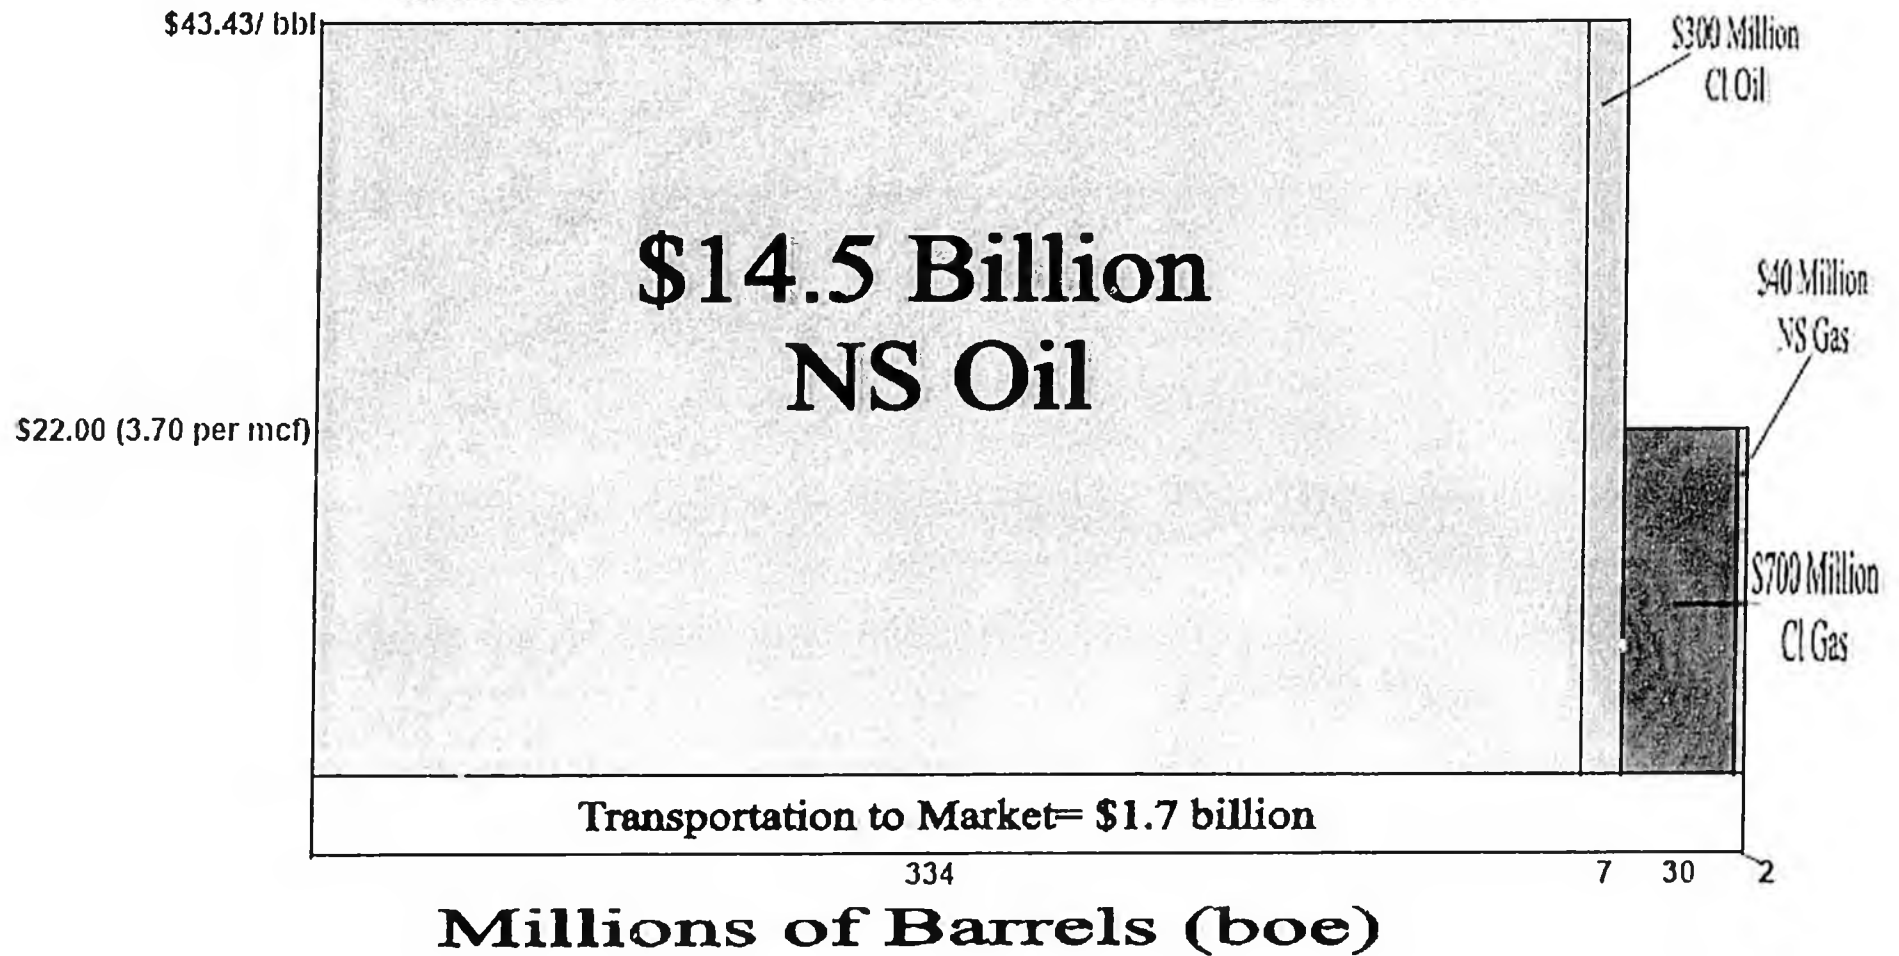 $43.43/ bbl
$300 Million
CI Oil
$14.5 Billion
NS Oil
$40 Million
NS Gas
$22.00 (3.70 per mcf)
$700 Million
CI Gas
Transportation to Market= $1.7 billion
334 7 30 2
Millions of Barrels (boe)